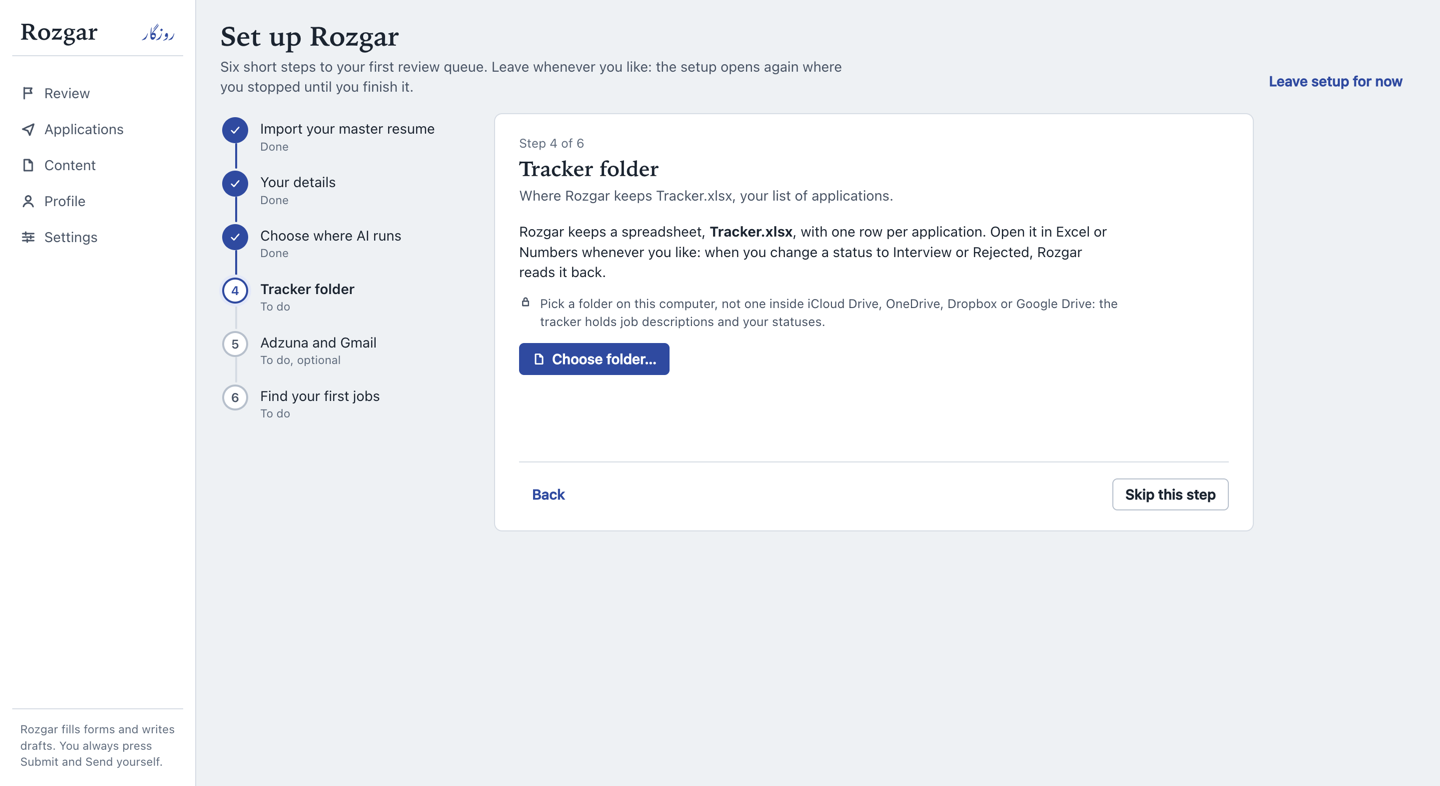 Rozgar
روزگار
Review
Applications
Content
Profile
Settings
Rozgar fills forms and writes
drafts. You always press
Submit and Send yourself.
Set up Rozgar
Six short steps to your first review queue. Leave whenever you like: the setup opens again where
you stopped until you finish it.
Leave setup for now
Import your master resume
Done
Your details
Done
Choose where AI runs
Done
4
Tracker folder
To do
5
Adzuna and Gmail
To do, optional
6
Find your first jobs
To do
Step 4 of 6
Tracker folder
Where Rozgar keeps Tracker.xlsx, your list of applications.
Rozgar keeps a spreadsheet, Tracker.xlsx, with one row per application. Open it in Excel or
Numbers whenever you like: when you change a status to Interview or Rejected, Rozgar
reads it back.
Pick a folder on this computer, not one inside iCloud Drive, OneDrive, Dropbox or Google Drive: the
tracker holds job descriptions and your statuses.
Choose folder...
Back
Skip this step